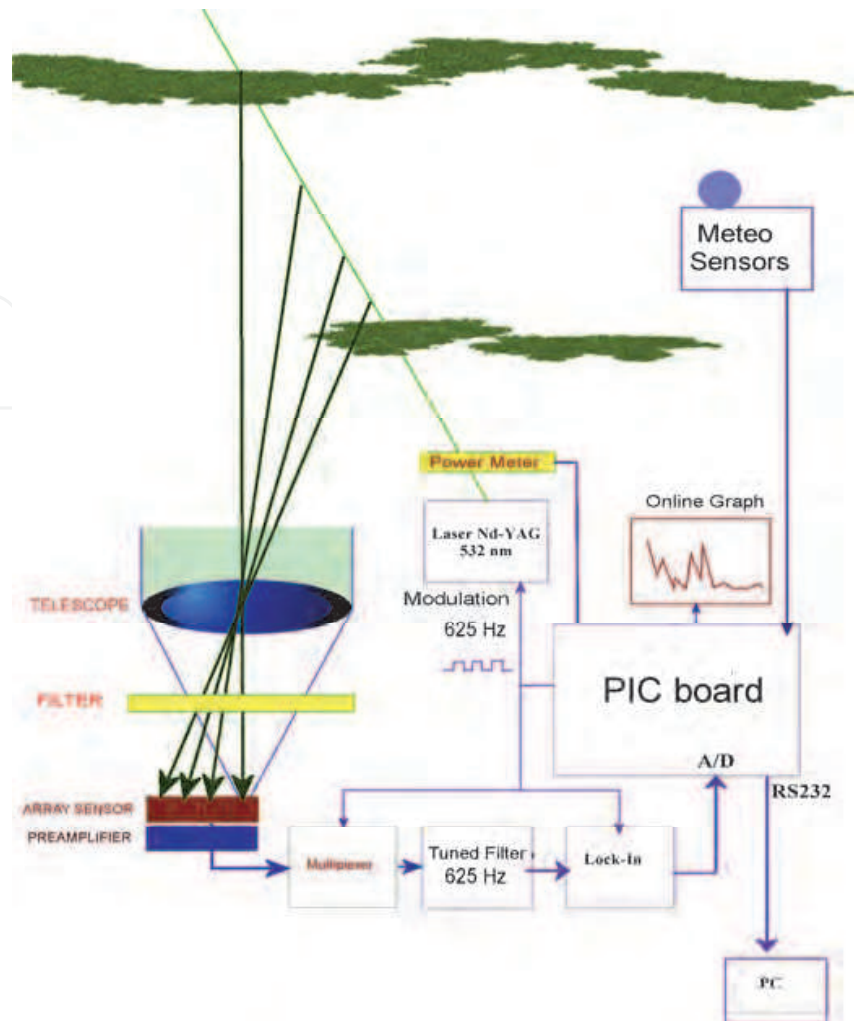 Meteo
Sensors
Power Meter
Online Graph
Laser Nd-YAG
532 nm
TELESCOPE
Modulation
625 Hz
FILTER
PIC board
A/D
RS232
ARRAY SENSOR
PREAMPLIFIER
Multiplexer
Tuned Filter
625 Hz
Lock-In
PC